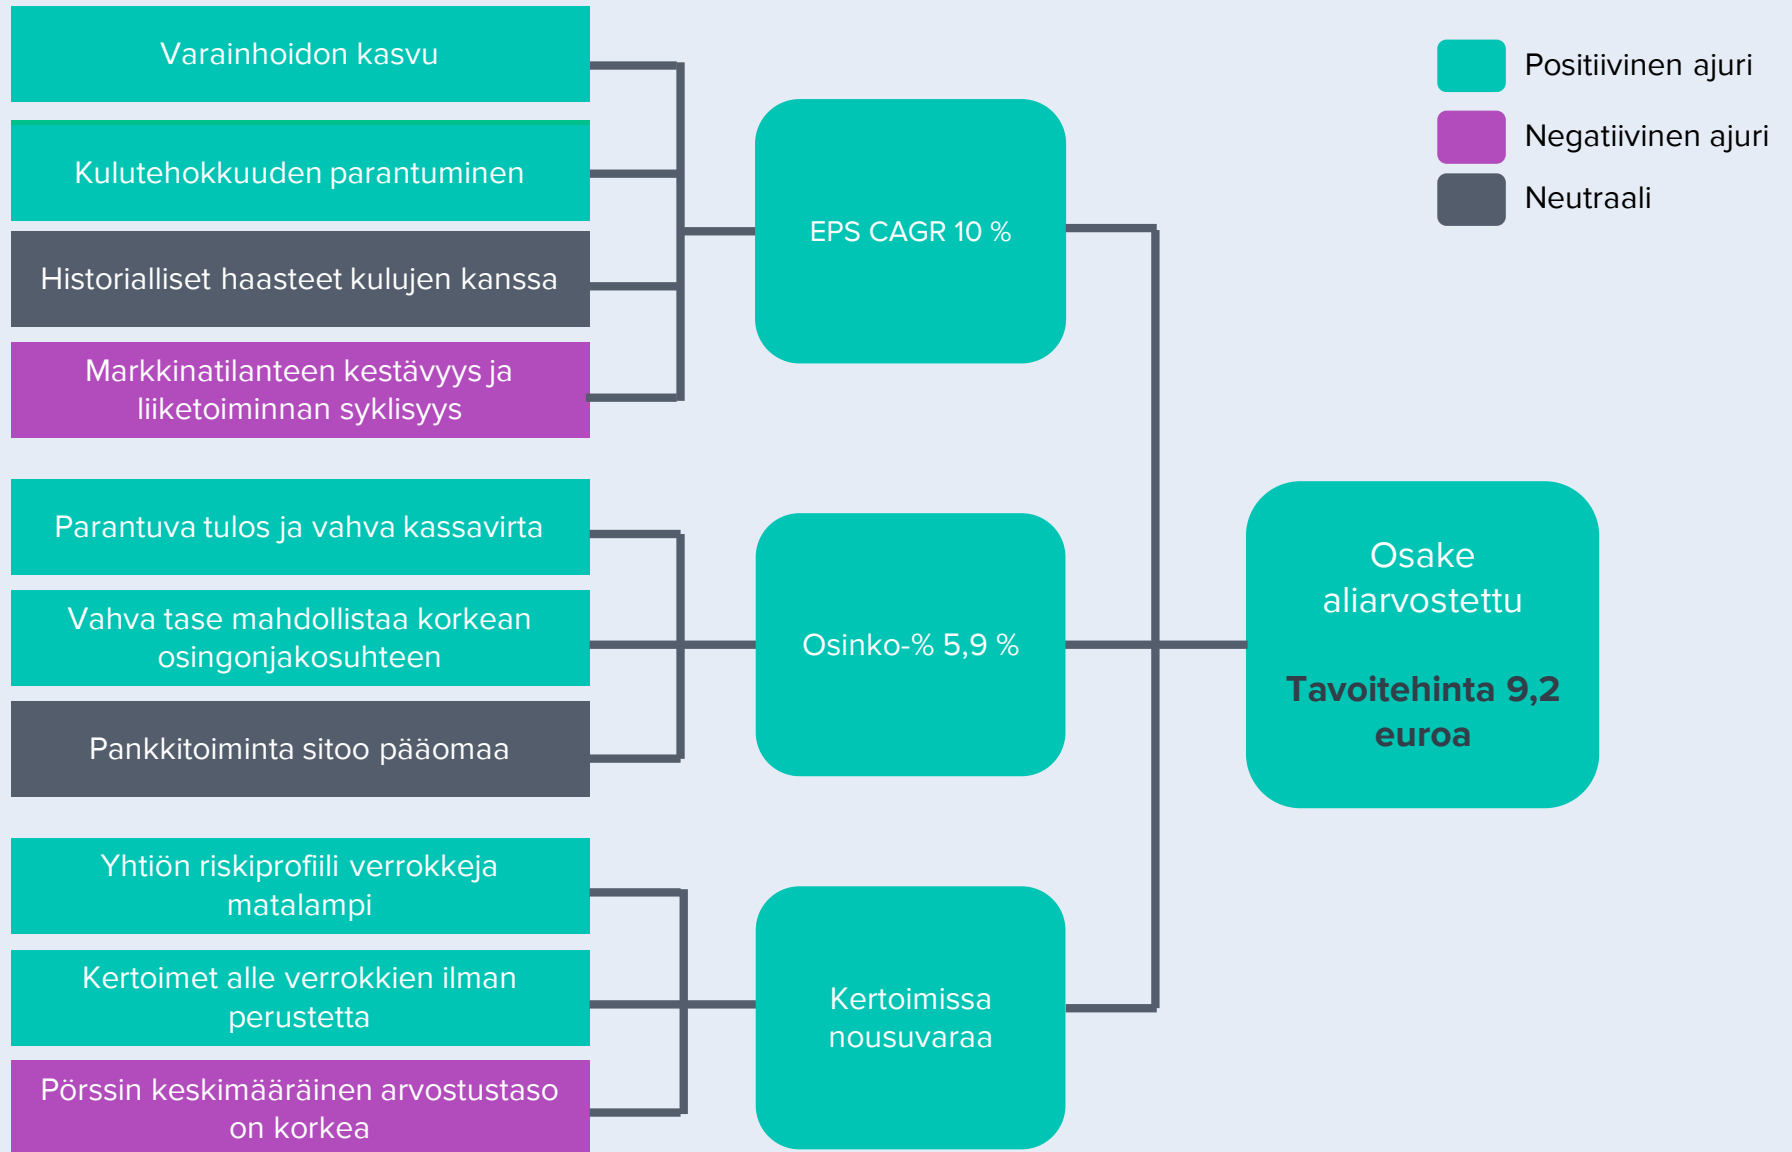 Varainhoidon kasvu
Kulutehokkuuden parantuminen
Historialliset haasteet kulujen kanssa
Markkinatilanteen kestävyys ja
liiketoiminnan syklisyys
EPS CAGR 10 %
Parantuva tulos ja vahva kassavirta
Vahva tase mahdollistaa korkean
osingonjakosuhteen
Pankkitoiminta sitoo pääomaa
Osinko-% 5,9 %
Yhtiön riskiprofiili verrokkeja
matalampi
Kertoimet alle verrokkien ilman
perustetta
Pörssin keskimääräinen arvostustaso
on korkea
Kertoimissa
nousuvaraa
Osake
aliarvostettu
Tavoitehinta 9,2
euroa
Positiivinen ajuri
Negatiivinen ajuri
Neutraali